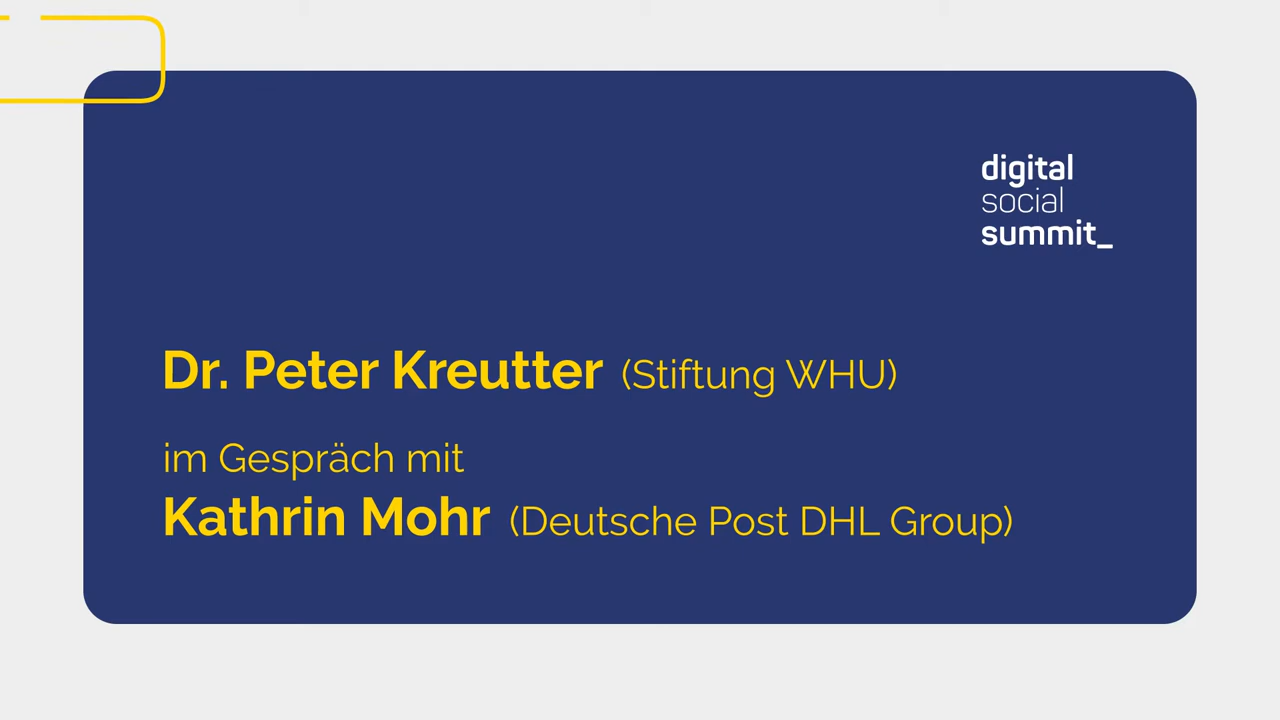 digital
social
summit_
Dr. Peter Kreutter (Stiftung WHU)
im Gespräch mit
Kathrin Mohr (Deutsche Post DHL Group)